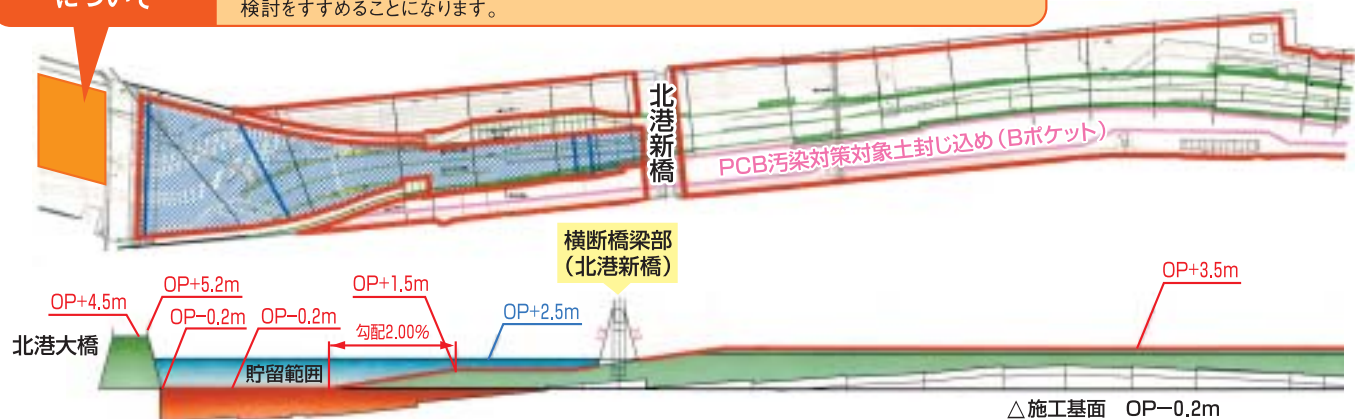 について
検討をすすめることになります。
北港新橋
PCB汚染対策対象土封じ込め(Bポケット)
横断橋梁部
(北港新橋)
OP+4.5m
OP+5.2m
OP+1.5m
OP+3.5m
OP−0.2m
OP−0.2m
OP+2.5m
勾配2.00%
北港大橋
貯留範囲
△施工基面 OP−0.2m